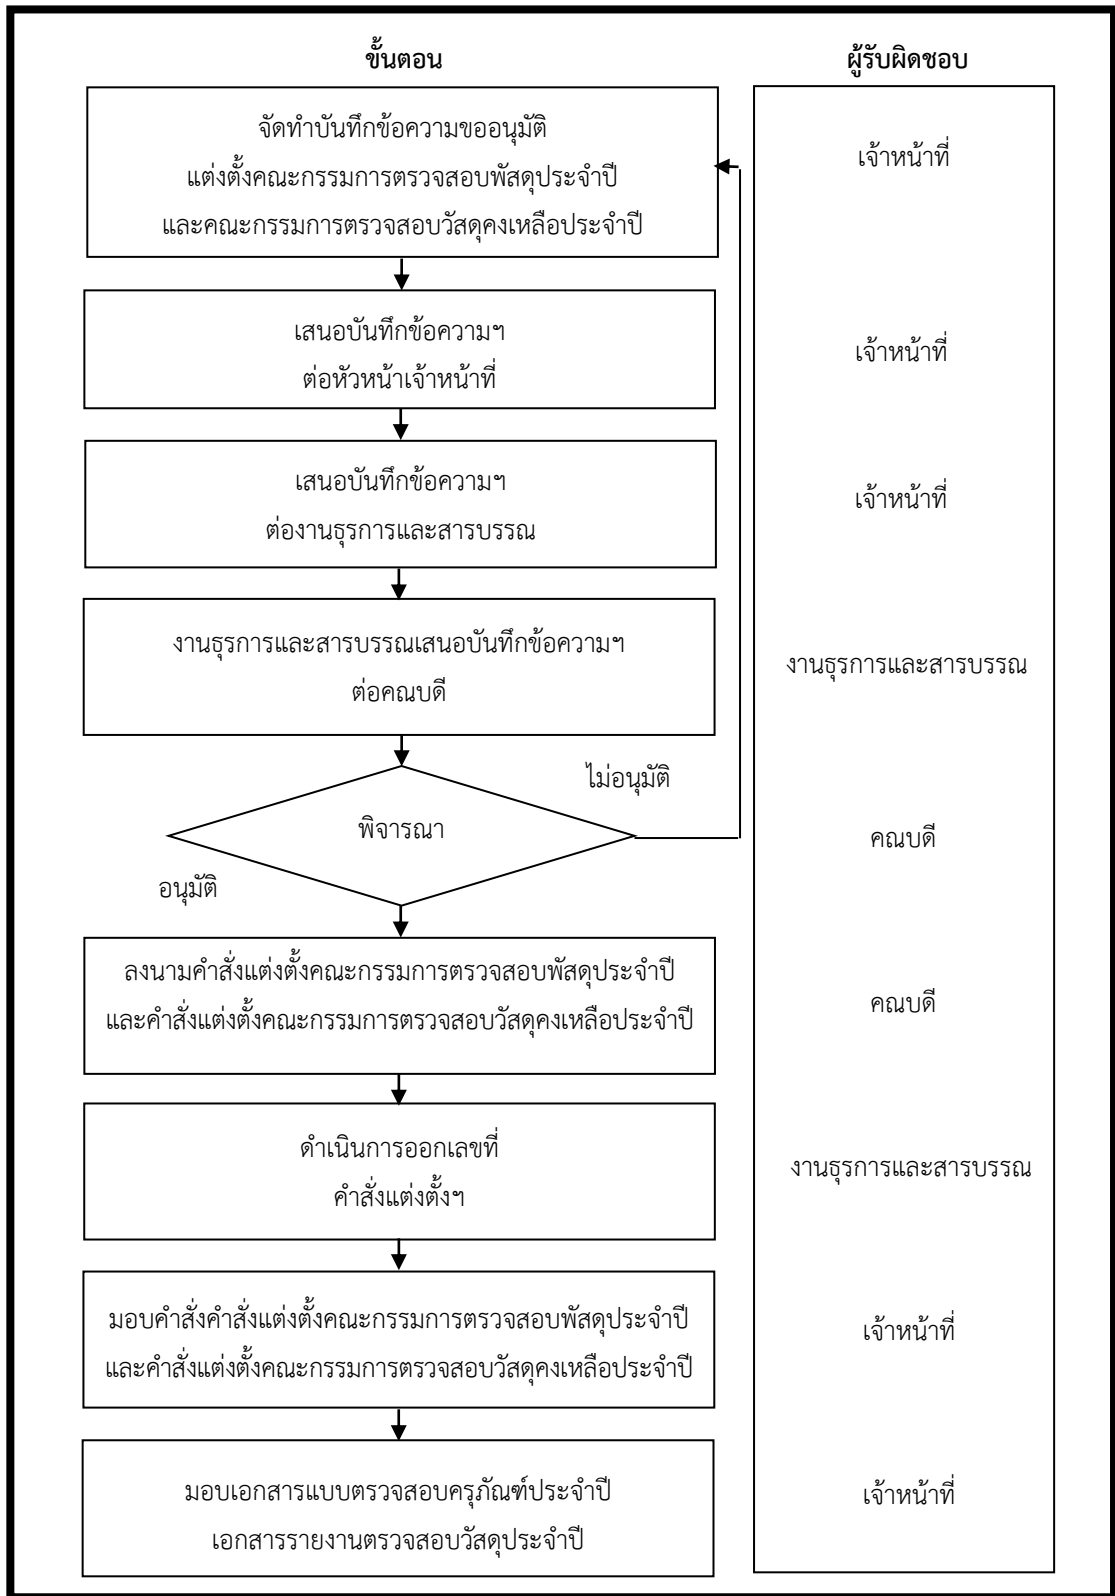 ขั้นตอน
ผู้รับผิดชอบ
จัดทำบันทึกข้อความขออนุมัติ
แต่งตั้งคณะกรรมการตรวจสอบพัสดุประจำปี
และคณะกรรมการตรวจสอบวัสดุคงเหลือประจำปี
เจ้าหน้าที่
เสนอบันทึกข้อความฯ
ต่อหัวหน้าเจ้าหน้าที่
เจ้าหน้าที่
เสนอบันทึกข้อความฯ
ต่องานธุรการและสารบรรณ
เจ้าหน้าที่
งานธุรการและสารบรรณเสนอบันทึกข้อความฯ
ต่อคณบดี
งานธุรการและสารบรรณ
ไม่อนุมัติ
พิจารณา
คณบดี
อนุมัติ
ลงนามคำสั่งแต่งตั้งคณะกรรมการตรวจสอบพัสดุประจำปี
และคำสั่งแต่งตั้งคณะกรรมการตรวจสอบวัสดุคงเหลือประจำปี
คณบดี
ดำเนินการออกเลขที่
คำสั่งแต่งตั้งฯ
งานธุรการและสารบรรณ
มอบคำสั่งคำสั่งแต่งตั้งคณะกรรมการตรวจสอบพัสดุประจำปี
และคำสั่งแต่งตั้งคณะกรรมการตรวจสอบวัสดุคงเหลือประจำปี
เจ้าหน้าที่
มอบเอกสารแบบตรวจสอบครุภัณฑ์ประจำปี
เอกสารรายงานตรวจสอบวัสดุประจำปี
เจ้าหน้าที่